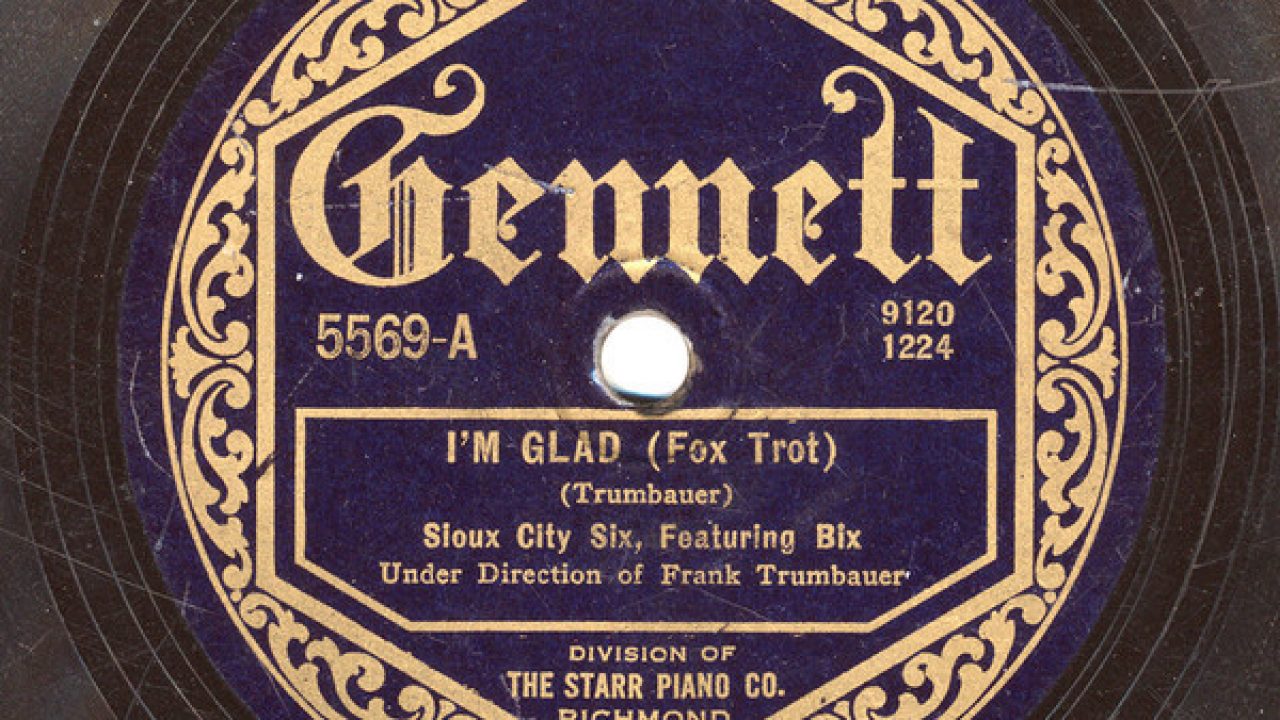 Gennett
5569-A
9120
1224
I'M GLAD (Fox Trot)
(Trumbauer)
Sioux City Six, Featuring Bix
Under Direction of Frank Trumbauer
DIVISION OF
THE STARR PIANO CO.
RICHMOND